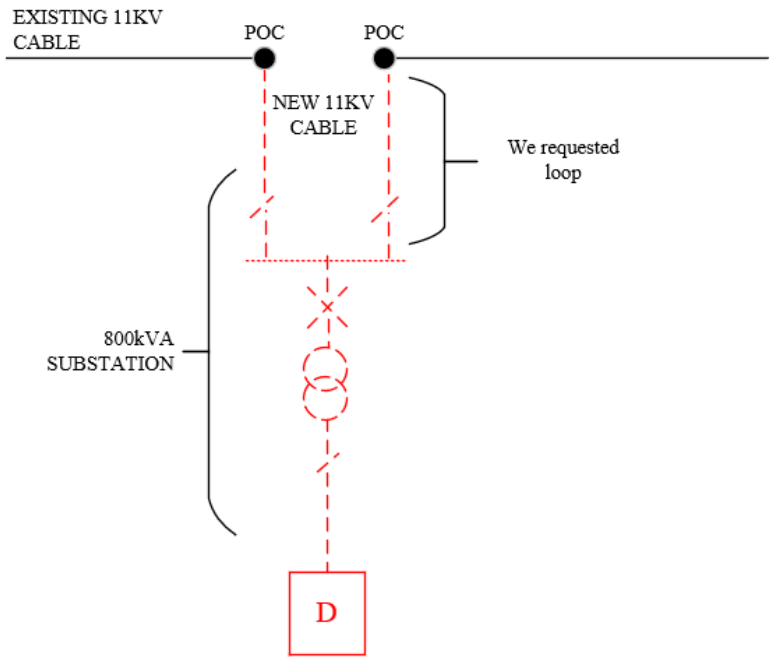 EXISTING 11KV
CABLE
POC
POC
NEW 11KV
CABLE
We requested
loop
800kVA
SUBSTATION
D